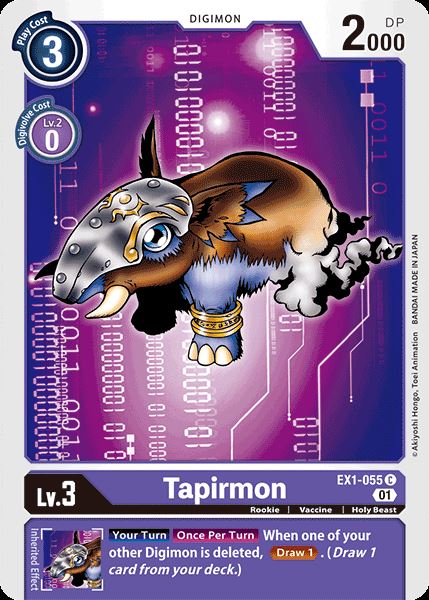 Play Cost
3
DIGIMON
DP
2000
Digivolve Cost
Lv.2
0
© Akiyoshi Hongo, Toei Animation BANDAI MADE IN JAPAN
Lv.3
Tapirmon
EX1-055 C
01
Rookie | Vaccine | Holy Beast
Inherited Effect
Your Turn Once Per Turn When one of
your other Digimon is deleted, Draw 1 . (Draw 1
card from your deck.)